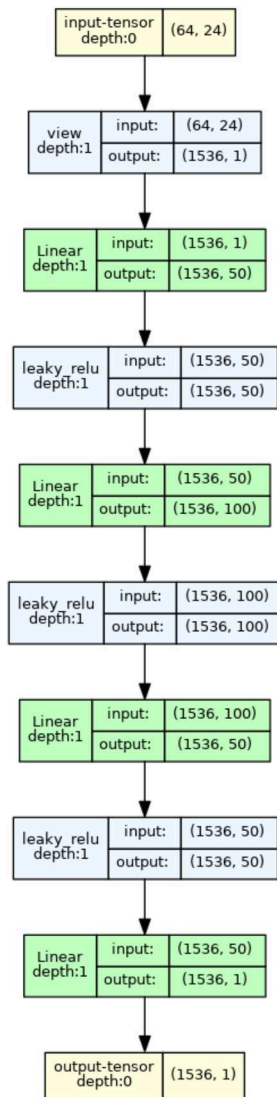 input-tensor
depth:0
(64, 24)
view
depth:1
input:
(64, 24)
output:
(1536, 1)
Linear
depth:1
input:
(1536, 1)
output:
(1536, 50)
leaky_relu
depth:1
input:
(1536, 50)
output:
(1536, 50)
Linear
depth:1
input:
(1536, 50)
output:
(1536, 100)
leaky_relu
depth:1
input:
(1536, 100)
output:
(1536, 100)
Linear
depth:1
input:
(1536, 100)
output:
(1536, 50)
leaky_relu
depth:1
input:
(1536, 50)
output:
(1536, 50)
Linear
depth:1
input:
(1536, 50)
output:
(1536, 1)
output-tensor
depth:0
(1536, 1)